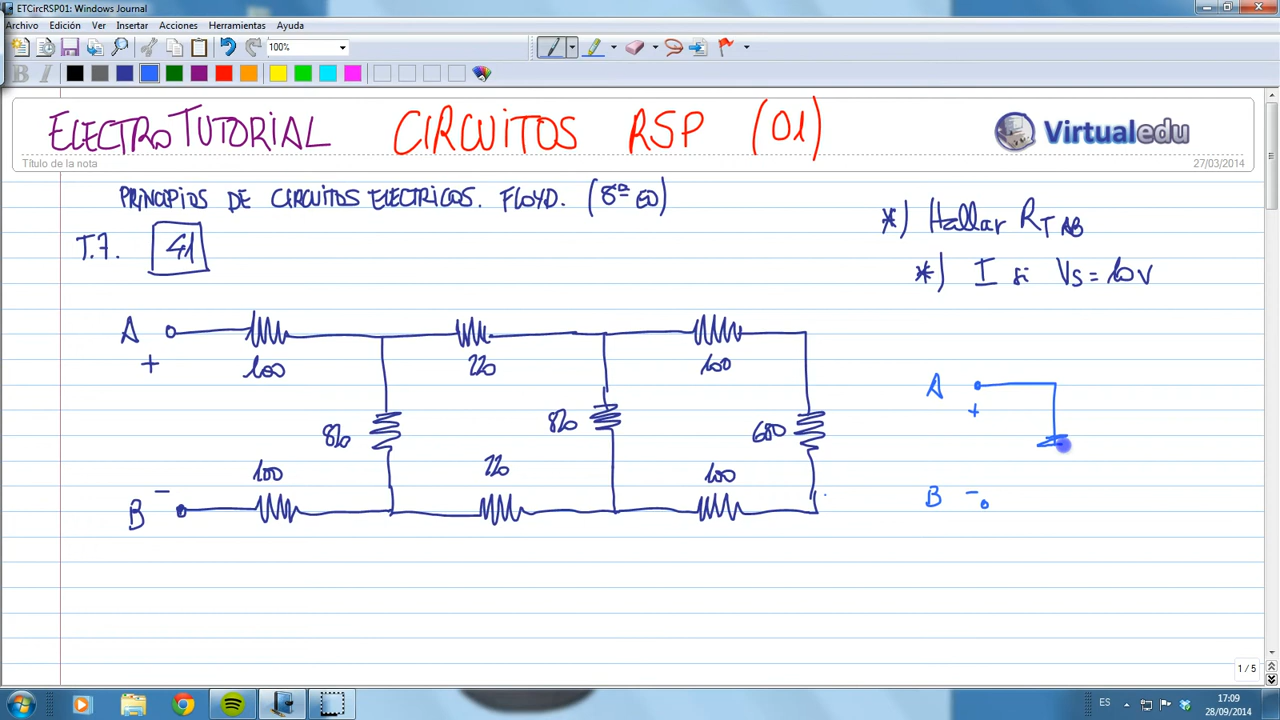 ETCircRSP01: Windows Journal
Archivo Edición Ver Insertar Acciones Herramientas Ayuda
100%
B I
ELECTROTUTORIAL CIRCUITOS RSP (01)
Virtualedu
Título de la nota
27/03/2014
PRINCIPIOS DE CIRCUITOS ELECTRICOS. FLOYD. (8ª ED)
*) Hallar RT AB
T.7. 41
*) I si Vs = 10V
A
+
100
220
100
820
820
680
A
+
100
220
100
B -
B -
1 / 5
ES
17:09
28/09/2014